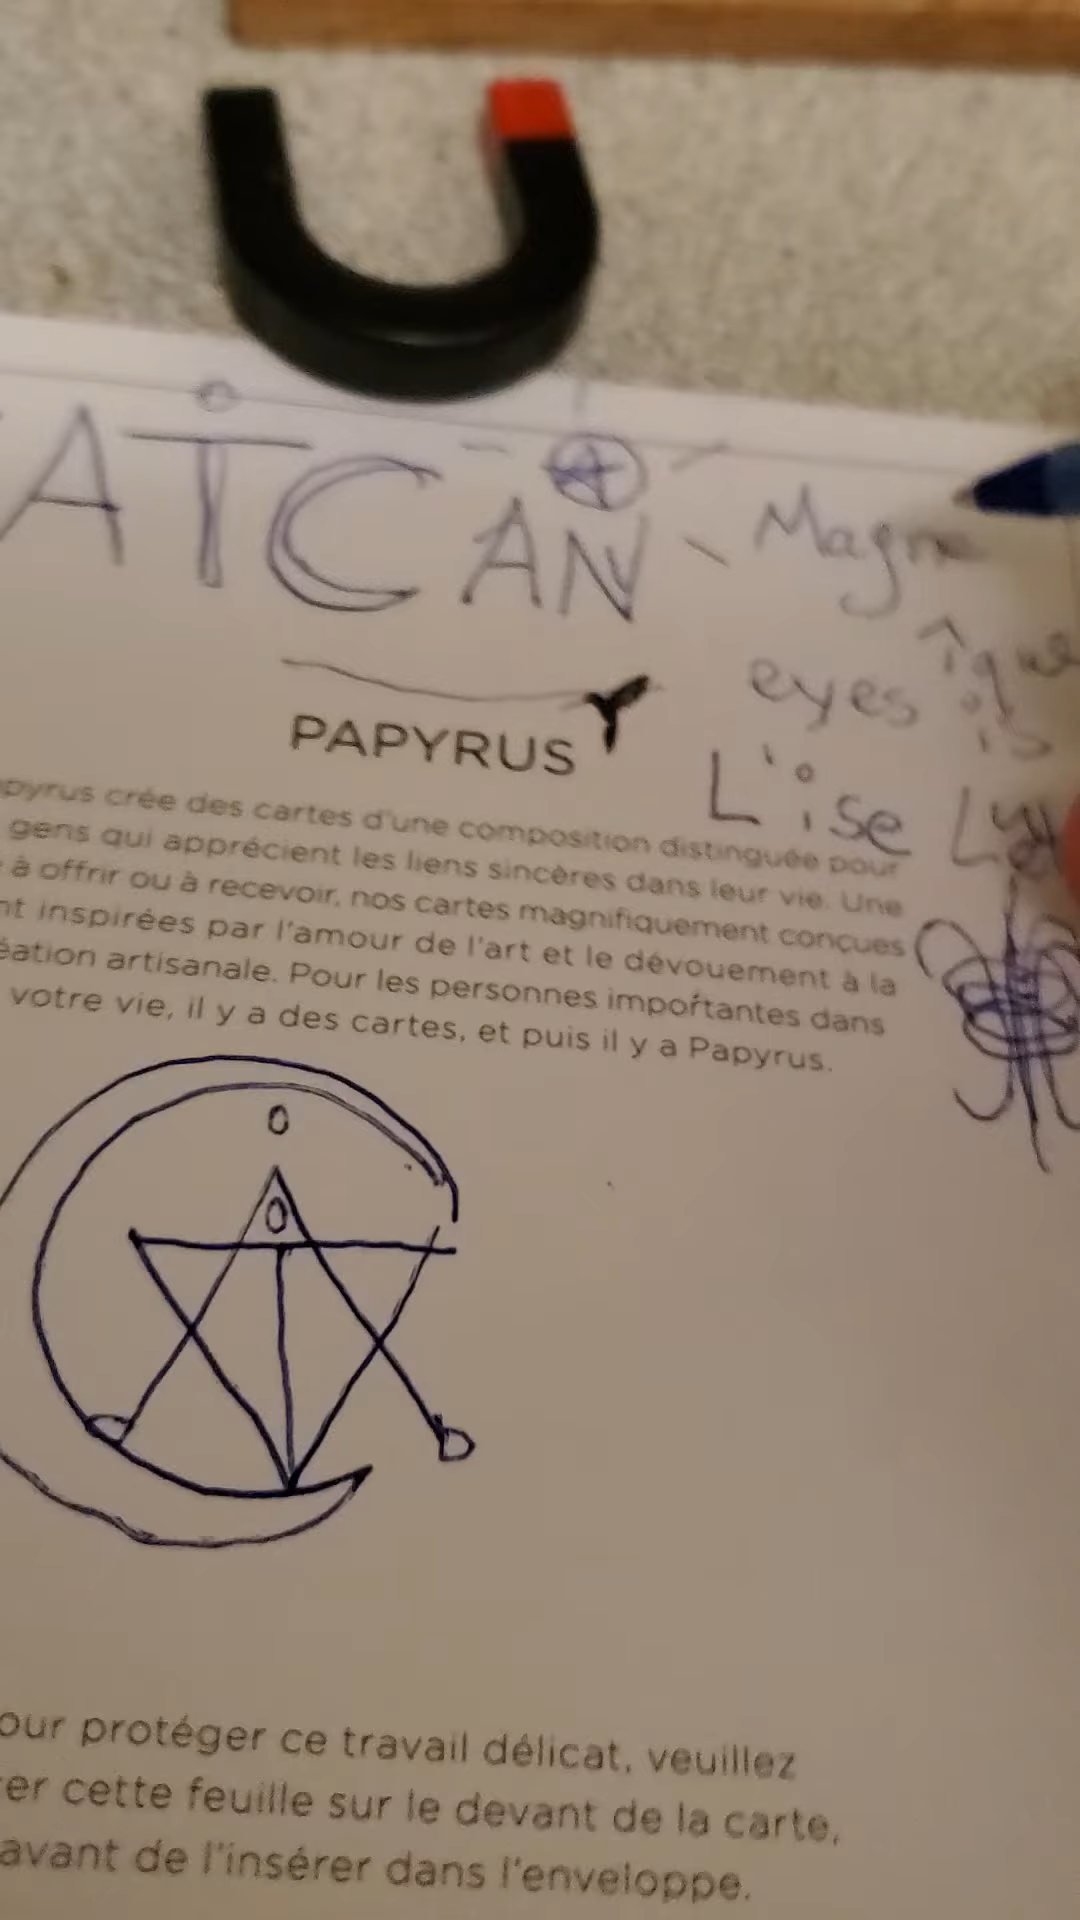 ATCAN
Magne
ique
eyes is
L'ise
PAPYRUS
pyrus crée des cartes d'une composition distinguée pour
gens qui apprécient les liens sincères dans leur vie. Une
à offrir ou à recevoir, nos cartes magnifiquement conçues
nt inspirées par l'amour de l'art et le dévouement à la
éation artisanale. Pour les personnes importantes dans
votre vie, il y a des cartes, et puis il y a Papyrus.
O
O
our protéger ce travail délicat, veuillez
er cette feuille sur le devant de la carte,
avant de l'insérer dans l'enveloppe.